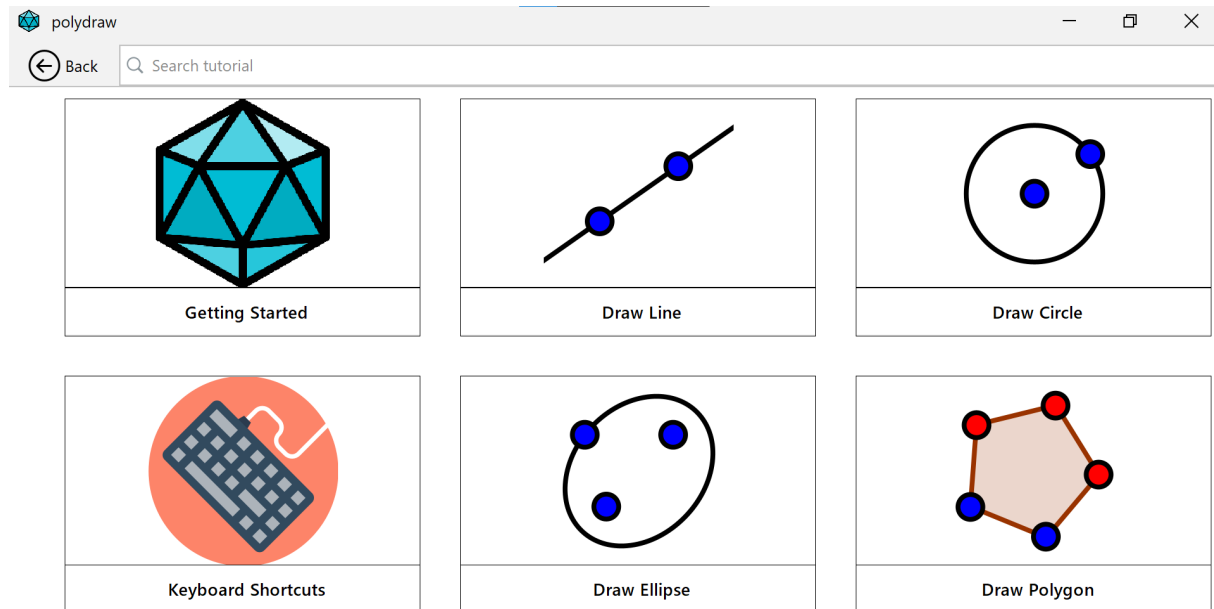 polydraw
Back
Search tutorial
Getting Started
Draw Line
Draw Circle
Keyboard Shortcuts
Draw Ellipse
Draw Polygon